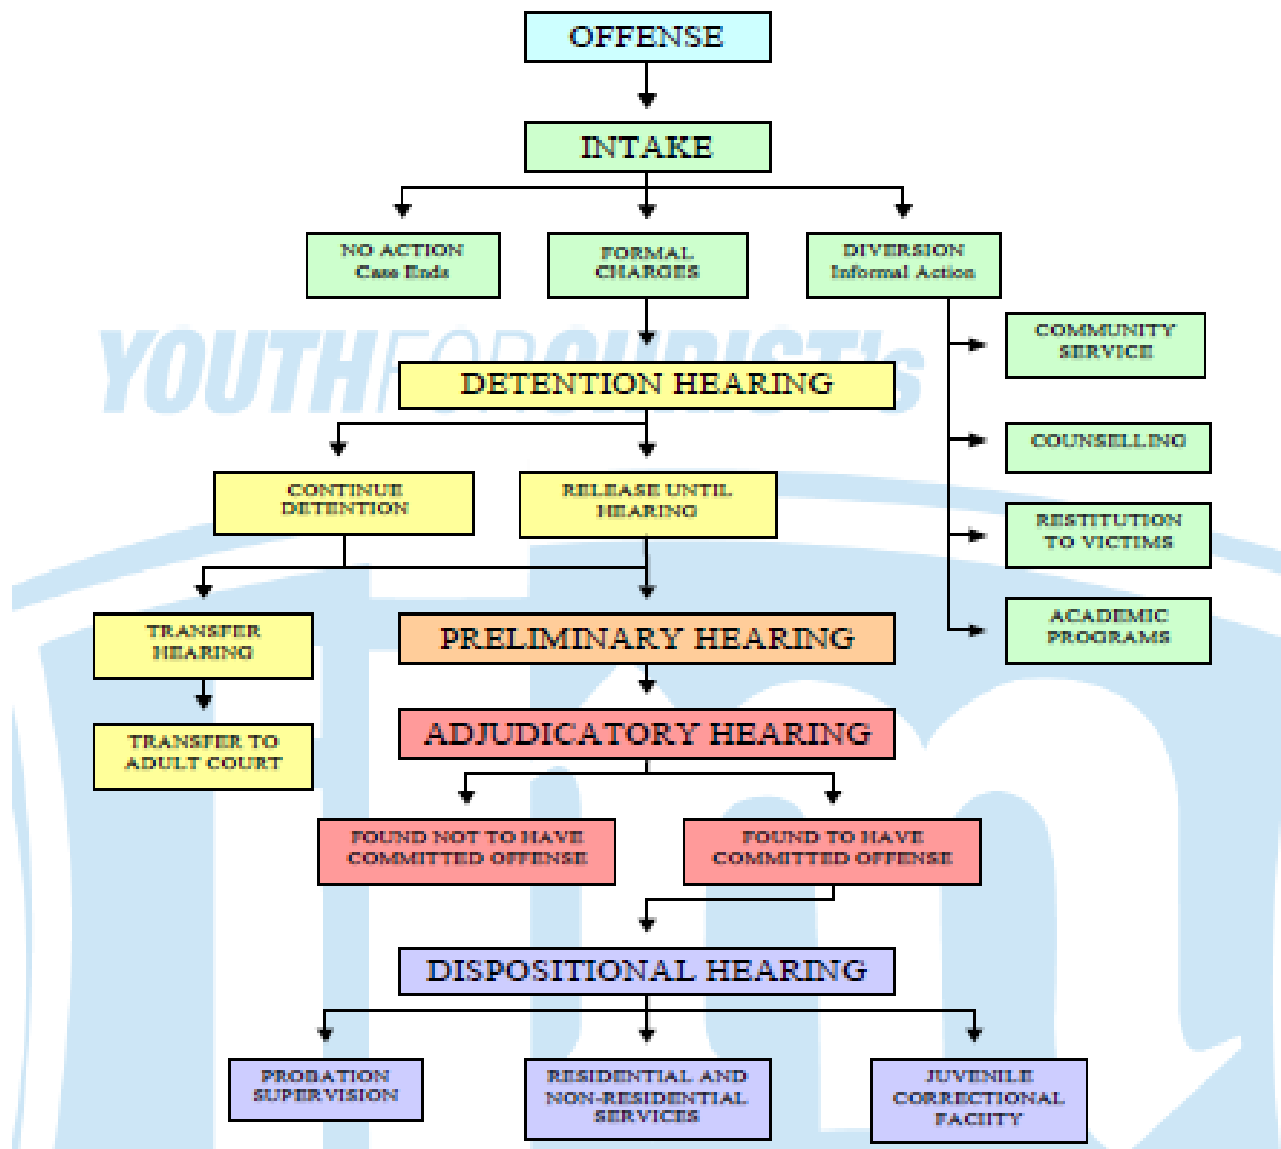 OFFENSE
INTAKE
NO ACTION
Case Ends
FORMAL
CHARGES
DIVERSION
Informal Action
COMMUNITY
SERVICE
YOUTHFORCHRIST's
DETENTION HEARING
COUNSELLING
CONTINUE
DETENTION
RELEASE UNTIL
HEARING
RESTITUTION
TO VICTIMS
ACADEMIC
PROGRAMS
TRANSFER
HEARING
PRELIMINARY HEARING
ADJUDICATORY HEARING
TRANSFER TO
ADULT COURT
FOUND NOT TO HAVE
COMMITTED OFFENSE
FOUND TO HAVE
COMMITTED OFFENSE
DISPOSITIONAL HEARING
PROBATION
SUPERVISION
RESIDENTIAL AND
NON-RESIDENTIAL
SERVICES
JUVENILE
CORRECTIONAL
FACIITY